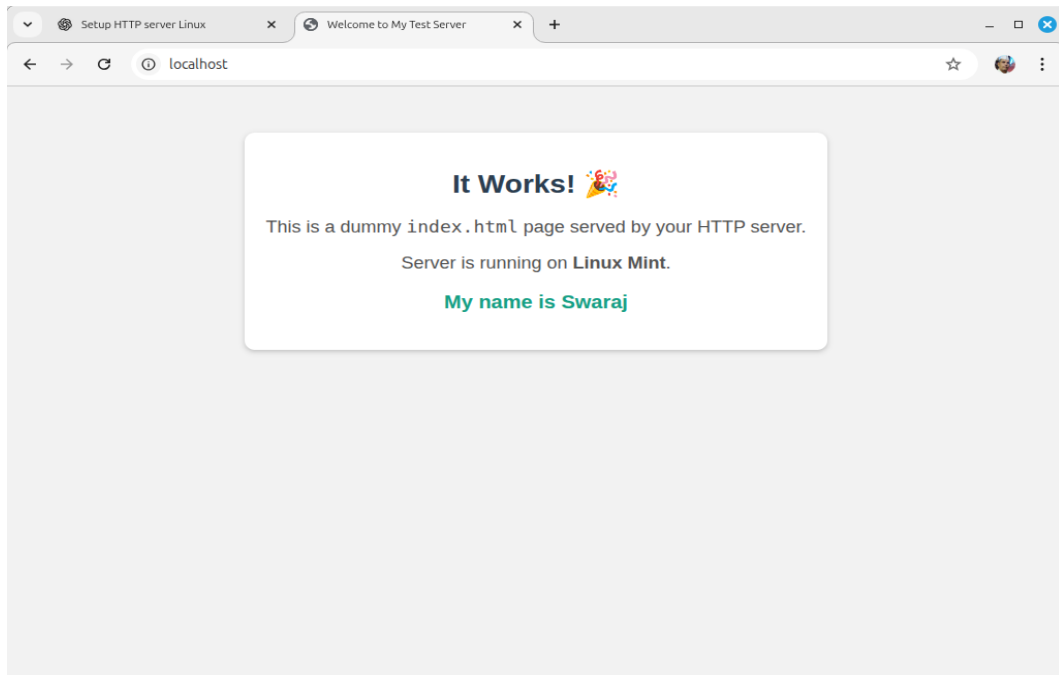 Setup HTTP server Linux
Welcome to My Test Server
localhost
It Works! 🎉
This is a dummy index.html page served by your HTTP server.
Server is running on Linux Mint.
My name is Swaraj